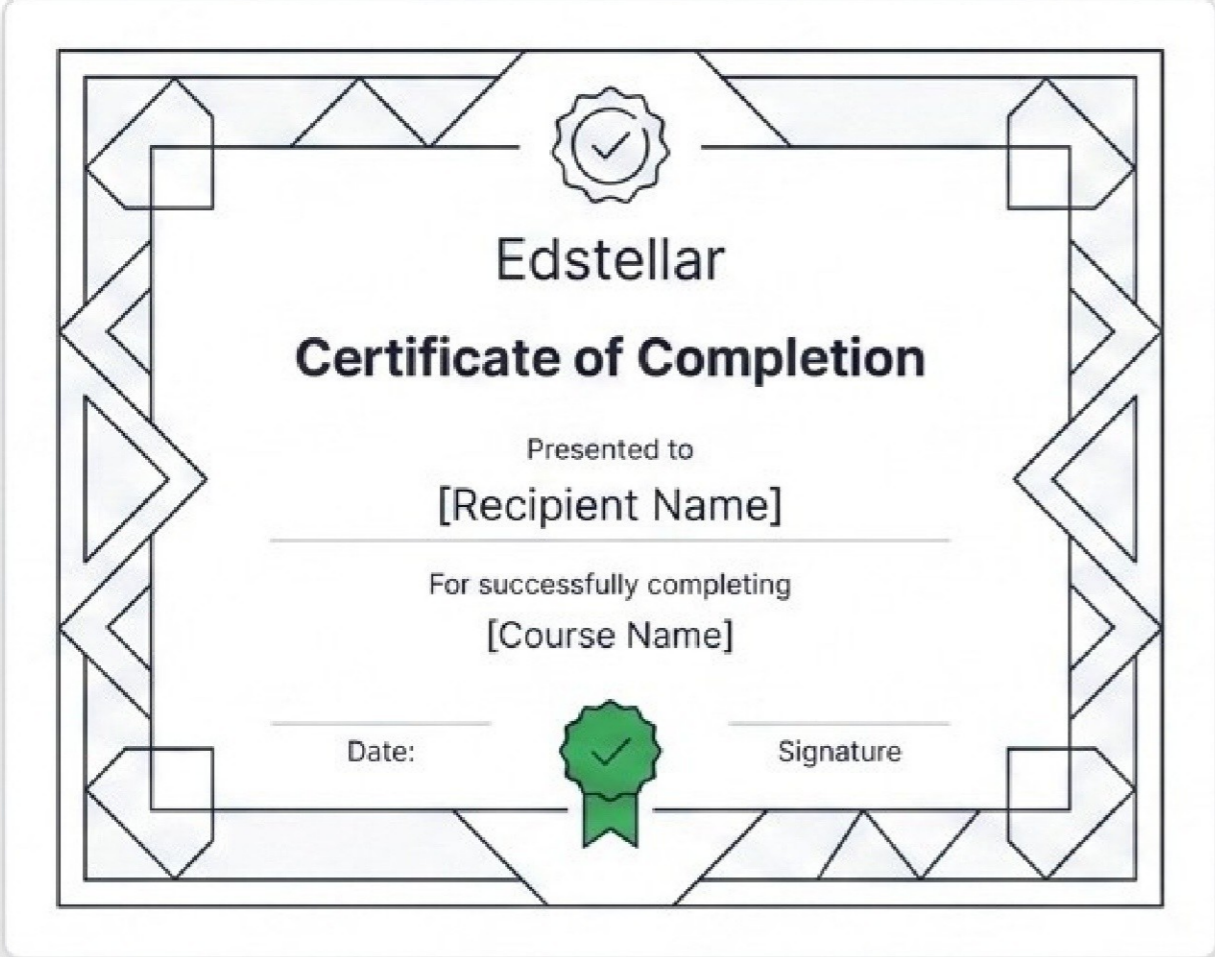 Edstellar
Certificate of Completion
Presented to
[Recipient Name]
For successfully completing
[Course Name]
Date:
Signature